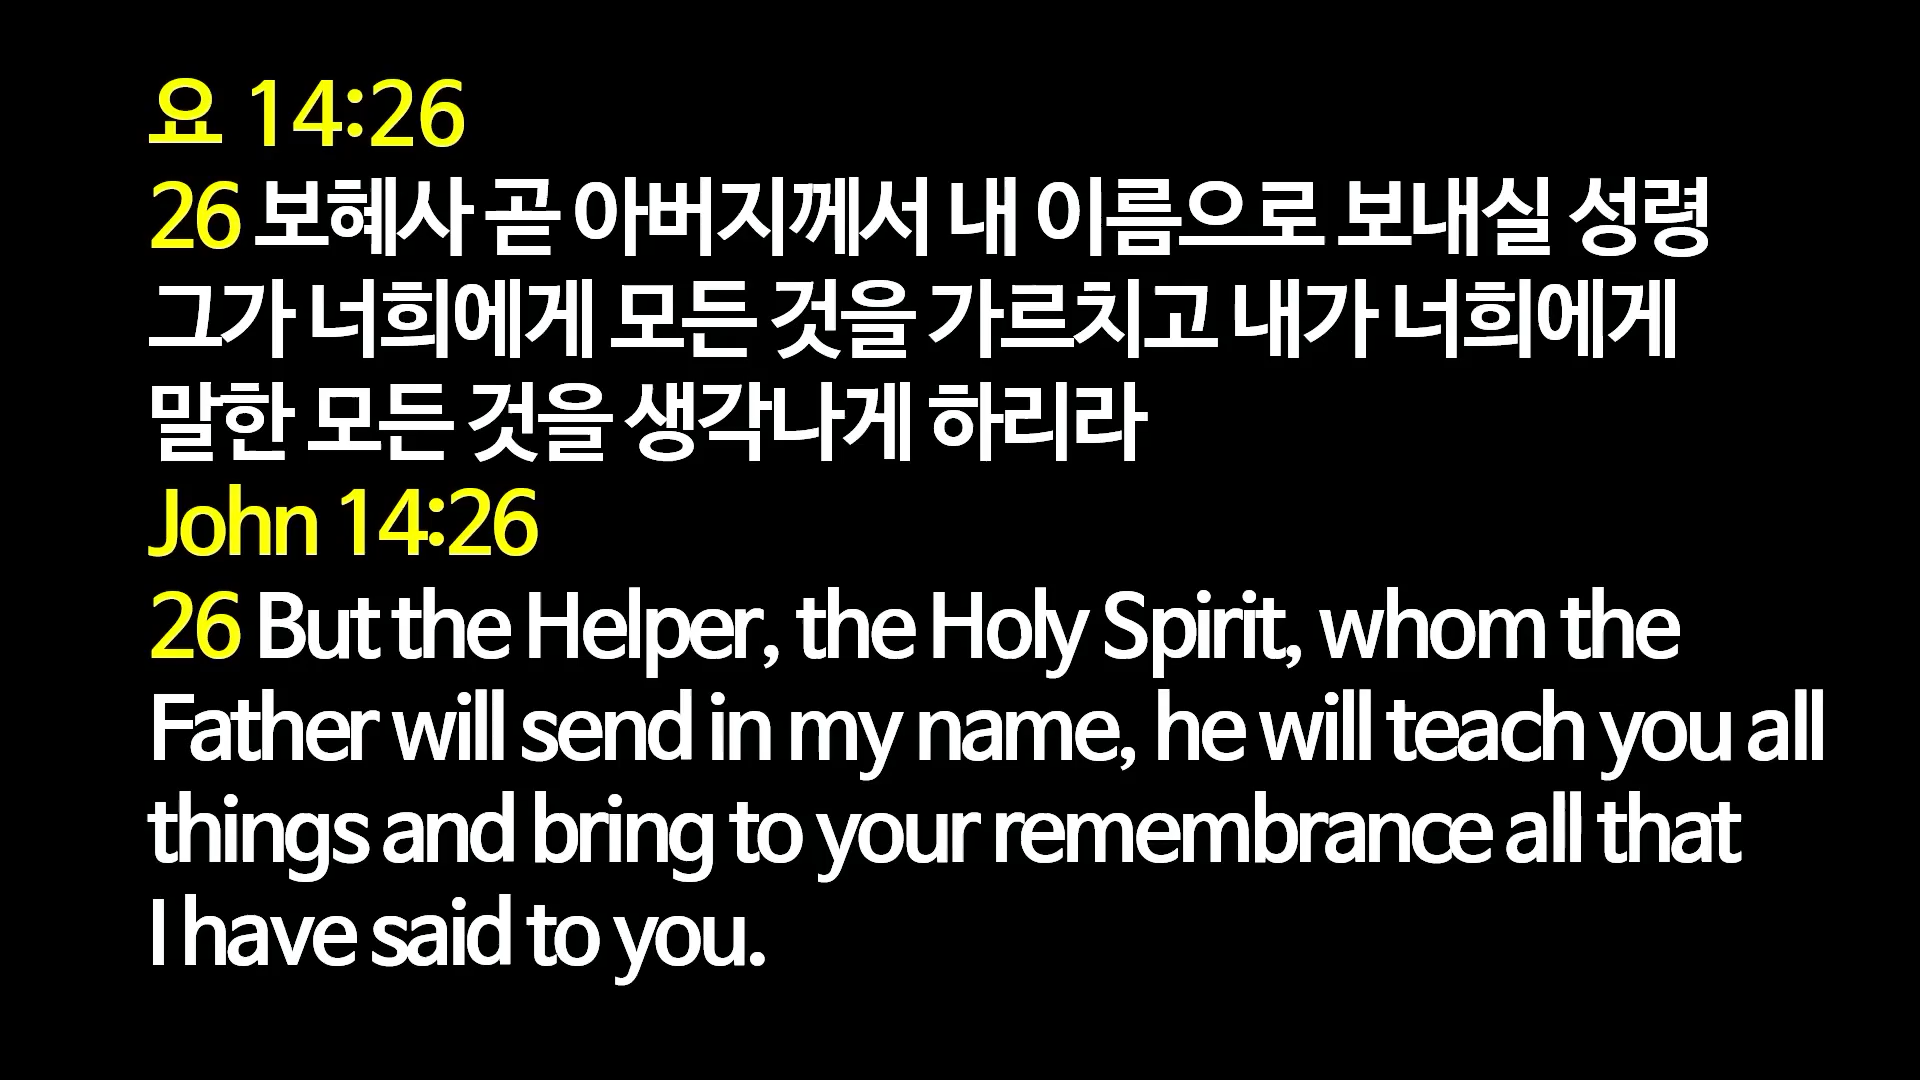 요 14:26
26 보혜사 곧 아버지께서 내 이름으로 보내실 성령
그가 너희에게 모든 것을 가르치고 내가 너희에게
말한 모든 것을 생각나게 하리라
John 14:26
26 But the Helper, the Holy Spirit, whom the
Father will send in my name, he will teach you all
things and bring to your remembrance all that
I have said to you.